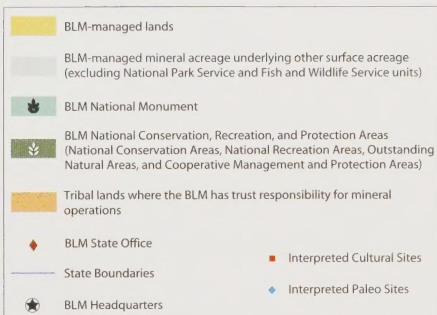 BLM-managed lands
BLM-managed mineral acreage underlying other surface acreage
(excluding National Park Service and Fish and Wildlife Service units)
BLM National Monument
BLM National Conservation, Recreation, and Protection Areas
(National Conservation Areas, National Recreation Areas, Outstanding
Natural Areas, and Cooperative Management and Protection Areas)
Tribal lands where the BLM has trust responsibility for mineral
operations
BLM State Office
State Boundaries
BLM Headquarters
Interpreted Cultural Sites
Interpreted Paleo Sites